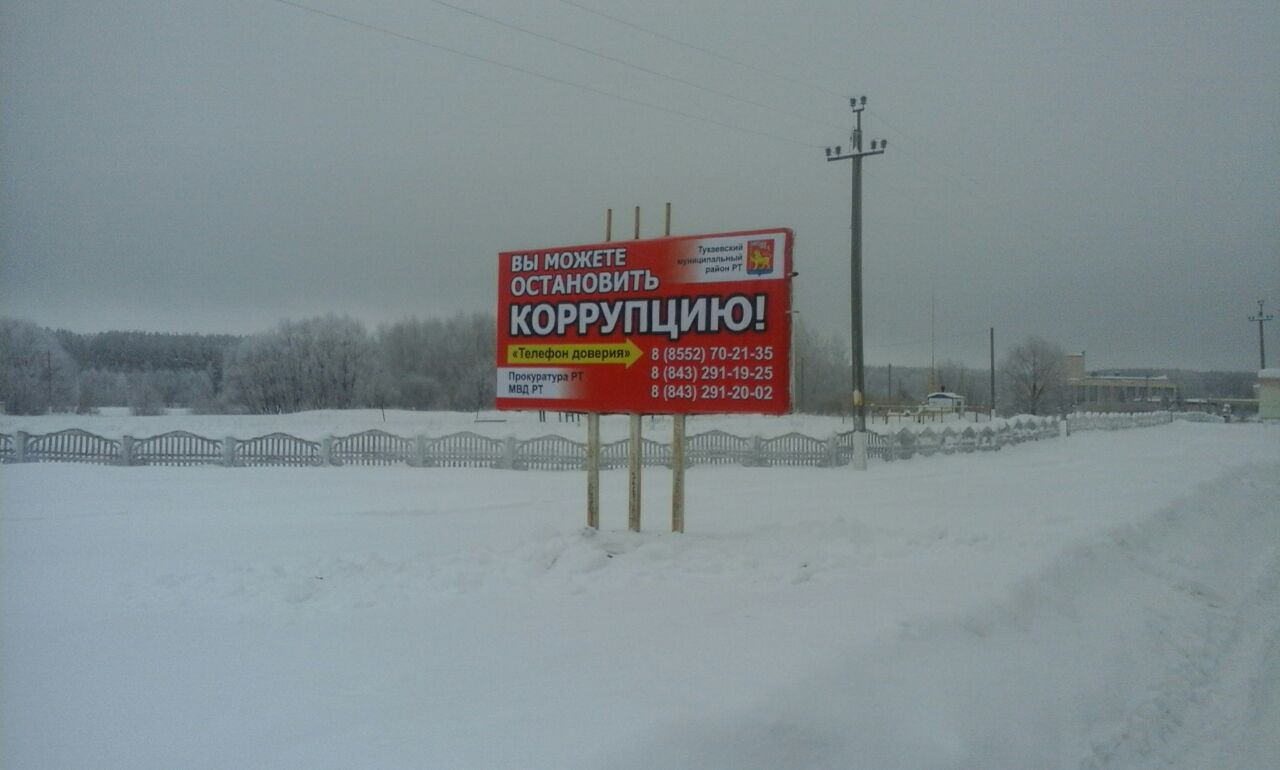 ВЫ МОЖЕТЕ
ОСТАНОВИТЬ
КОРРУПЦИЮ!
Тукаевский
муниципальный
район РТ
«Телефон доверия»
8 (8552) 70-21-35
Прокуратура РТ
8 (843) 291-19-25
МВД РТ
8 (843) 291-20-02